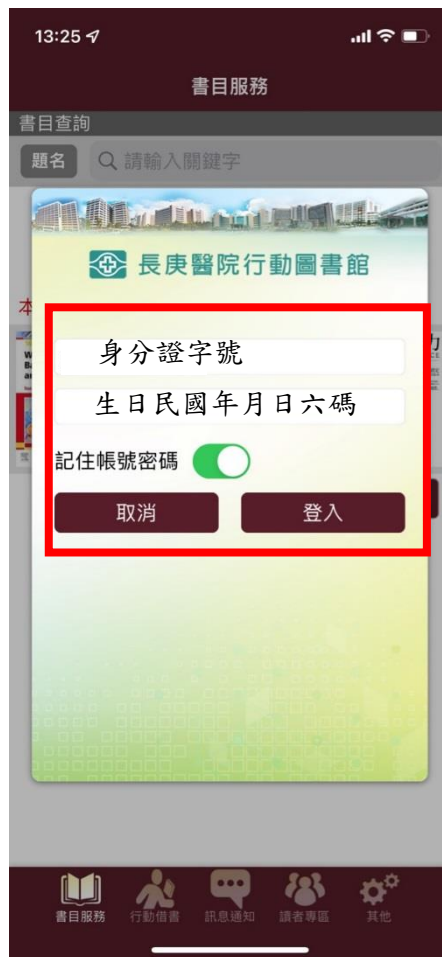 13:25
書目服務
書目查詢
題名 請輸入關鍵字
長庚醫院行動圖書館
本
身分證字號
生日民國年月日六碼
記住帳號密碼
取消 登入
書目服務 行動借書 訊息通知 讀者專區 其他